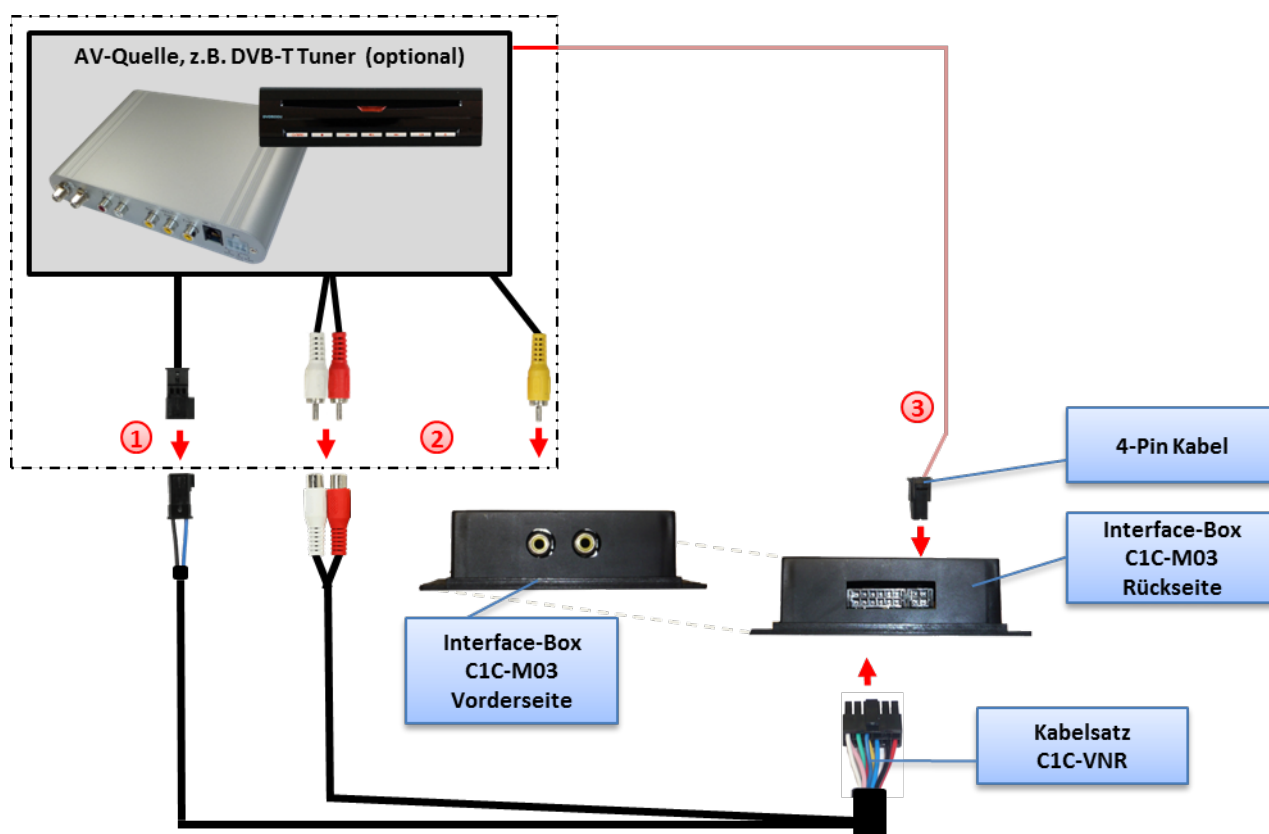 AV-Quelle, z.B. DVB-T Tuner (optional)
1
2
3
4-Pin Kabel
Interface-Box
C1C-M03
Rückseite
Interface-Box
C1C-M03
Vorderseite
Kabelsatz
C1C-VNR